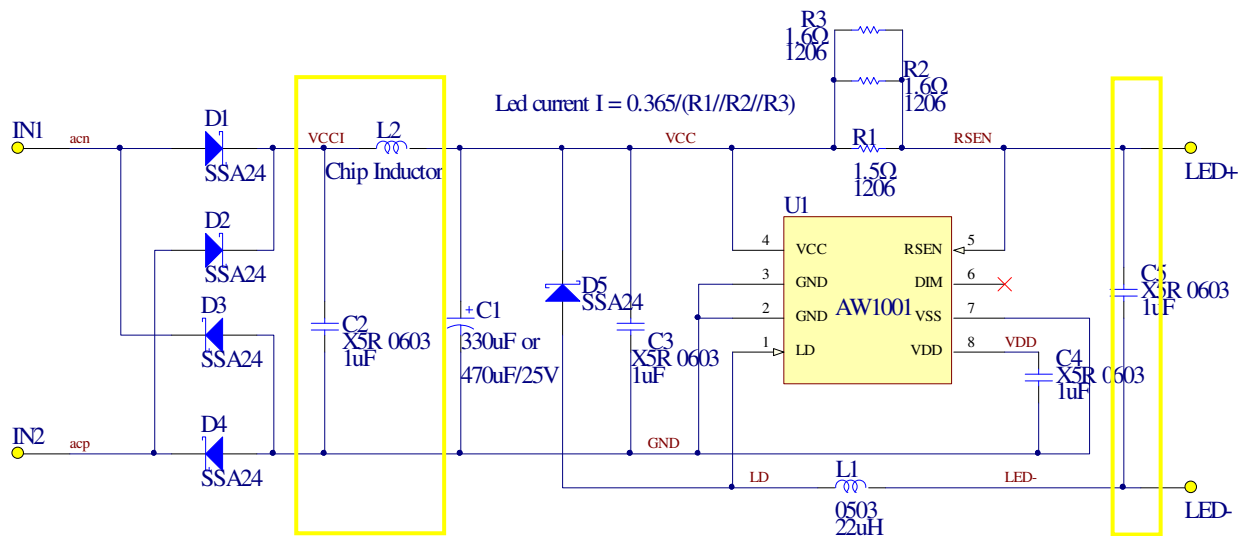 R3
1.6Ω
1206
R2
1.6Ω
1206
Led current I = 0.365/(R1//R2//R3)
IN1
acn
D1
SSA24
VCCI
L2
Chip Inductor
VCC
R1
1.5Ω
1206
RSEN
LED+
D2
SSA24
U1
4
VCC
RSEN
5
3
GND
DIM
6
2
GND
AW1001
VSS
7
1
LD
VDD
8
VDD
D3
SSA24
C2
X5R 0603
1uF
+
C1
330uF or
470uF/25V
D5
SSA24
C3
X5R 0603
1uF
C4
X5R 0603
1uF
C5
X5R 0603
1uF
IN2
acp
D4
SSA24
GND
LD
L1
0503
22uH
LED-
LED-